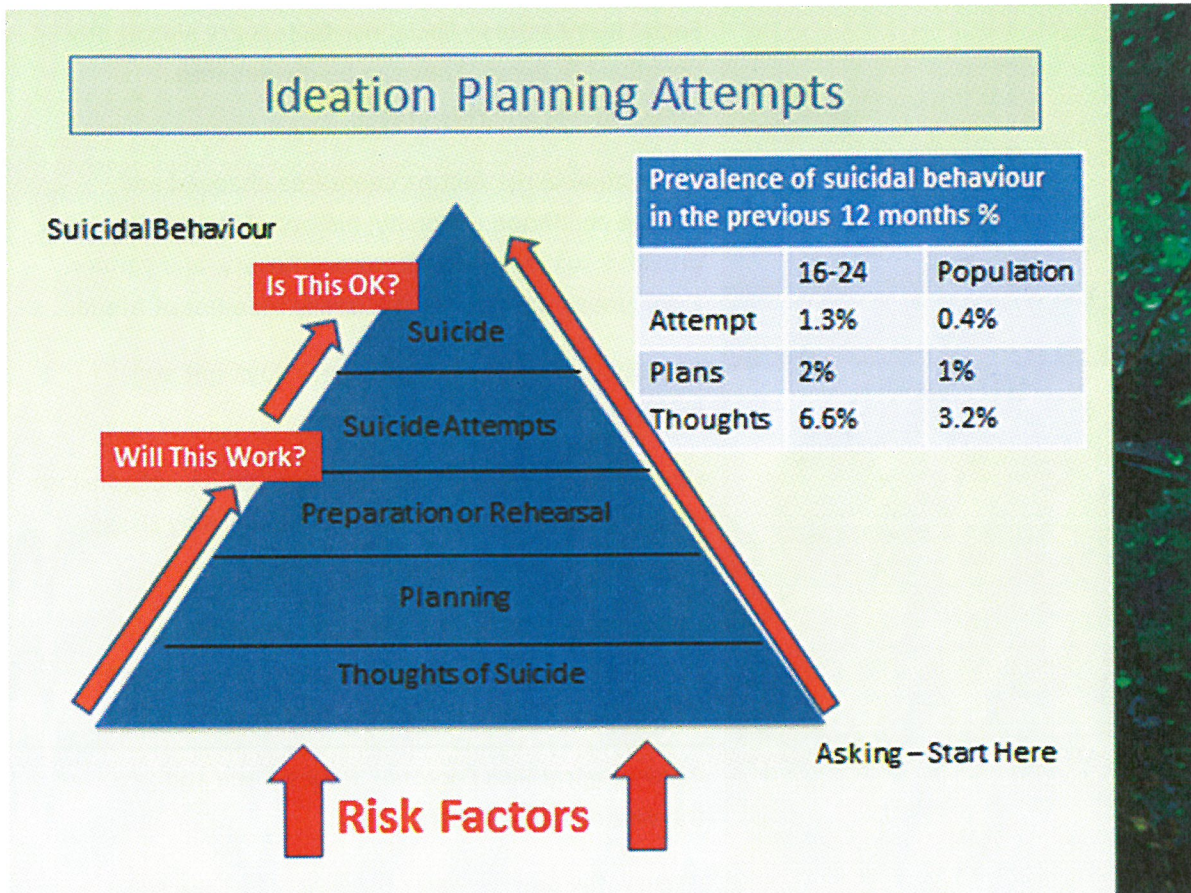 Ideation Planning Attempts
Suicidal Behaviour
Prevalence of suicidal behaviour
in the previous 12 months %
16-24 Population
Attempt 1.3% 0.4%
Plans 2% 1%
Thoughts 6.6% 3.2%
Is This OK?
Will This Work?
Suicide
Suicide Attempts
Preparation or Rehearsal
Planning
Thoughts of Suicide
Asking – Start Here
Risk Factors